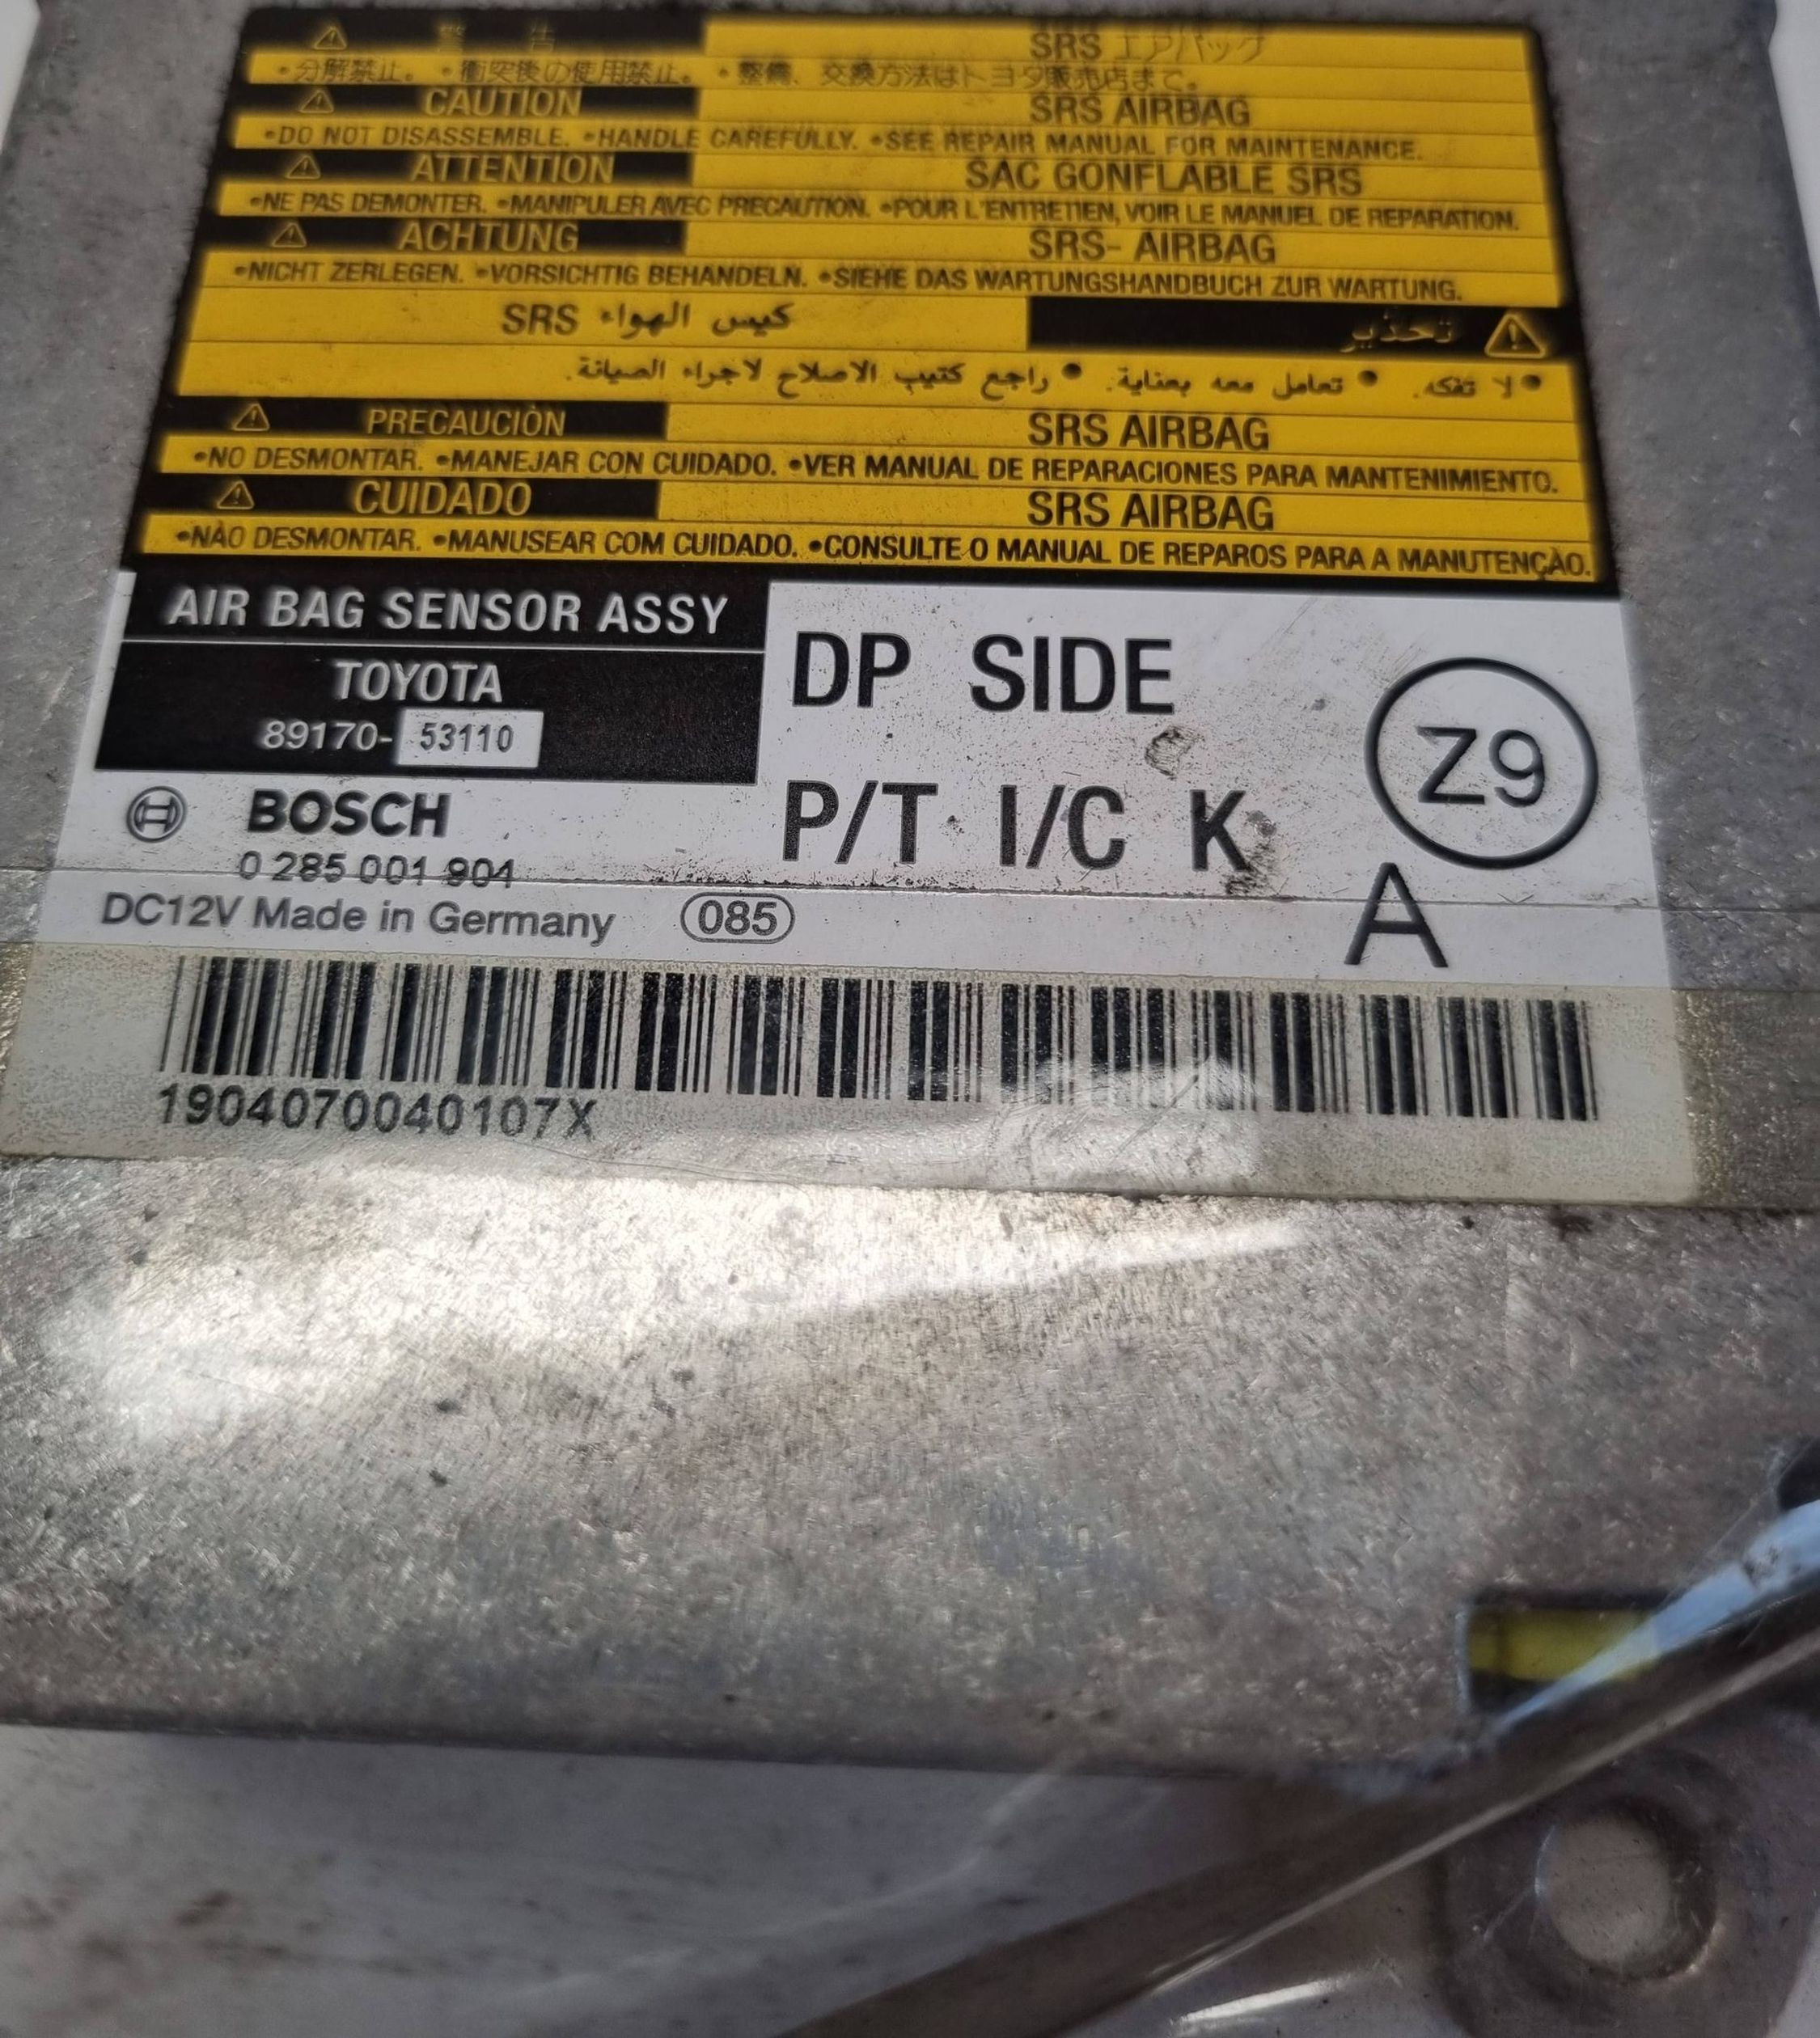 警 告 SRS エアバッグ
・分解禁止。・衝突後の使用禁止。・整備、交換方法はトヨタ販売店まで。
CAUTION SRS AIRBAG
•DO NOT DISASSEMBLE. •HANDLE CAREFULLY. •SEE REPAIR MANUAL FOR MAINTENANCE.
ATTENTION SAC GONFLABLE SRS
•NE PAS DEMONTER. •MANIPULER AVEC PRECAUTION. •POUR L'ENTRETIEN, VOIR LE MANUEL DE REPARATION.
ACHTUNG SRS- AIRBAG
•NICHT ZERLEGEN. •VORSICHTIG BEHANDELN. •SIEHE DAS WARTUNGSHANDBUCH ZUR WARTUNG.
تحذير كيس الهواء SRS
• لا تفكه. • تعامل معه بعناية. • راجع كتيب الاصلاح لاجراء الصيانة.
PRECAUCIÓN SRS AIRBAG
•NO DESMONTAR. •MANEJAR CON CUIDADO. •VER MANUAL DE REPARACIONES PARA MANTENIMIENTO.
CUIDADO SRS AIRBAG
•NÃO DESMONTAR. •MANUSEAR COM CUIDADO. •CONSULTE O MANUAL DE REPAROS PARA A MANUTENÇÃO.
AIR BAG SENSOR ASSY
TOYOTA
89170-53110
DP SIDE
P/T I/C K
Z9
A
BOSCH
0 285 001 904
DC12V Made in Germany 085
1904070040107X